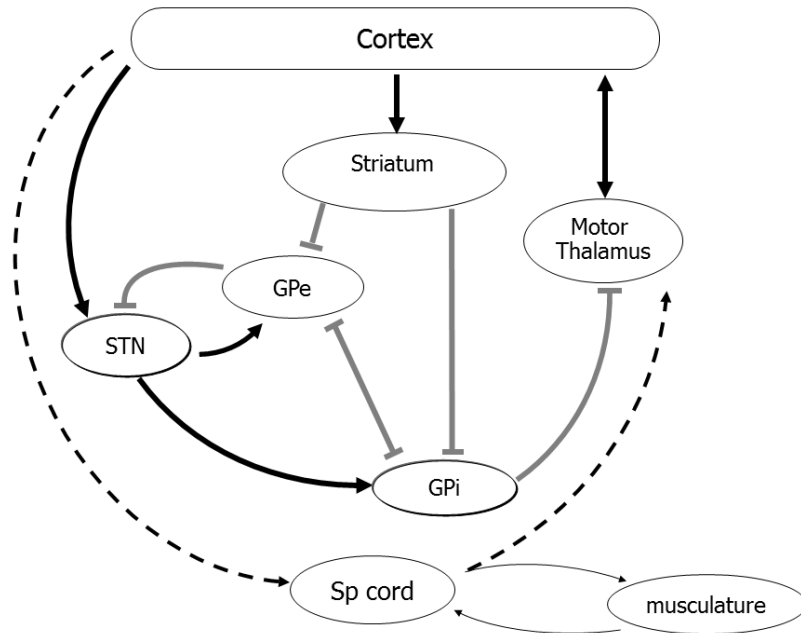 Cortex
Striatum
Motor
Thalamus
GPe
STN
GPi
Sp cord
musculature